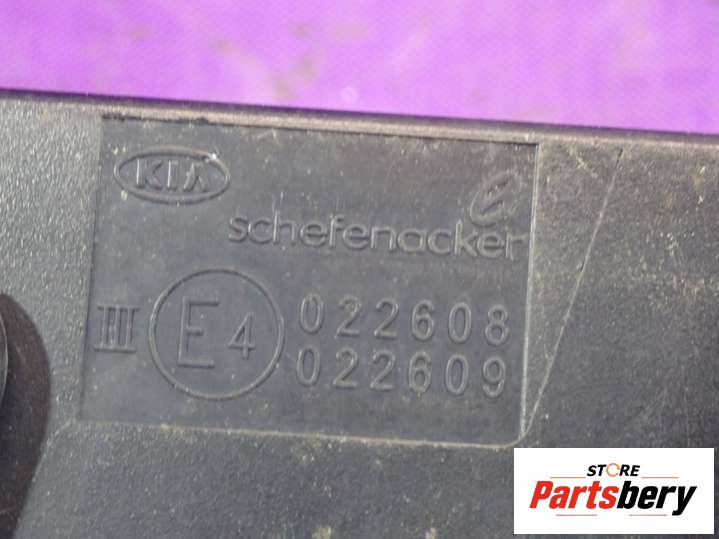 KIA
schefenacker
III E4 022608
022609
STORE
Partsbery